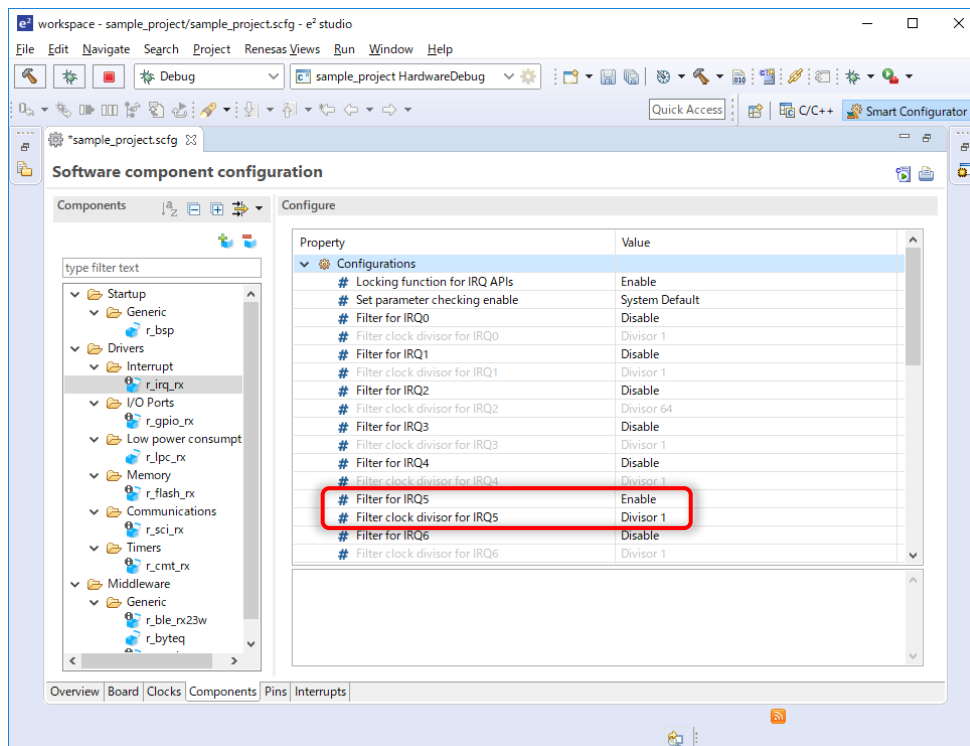 e² workspace - sample_project/sample_project.scfg - e² studio
File Edit Navigate Search Project Renesas Views Run Window Help
Debug sample_project HardwareDebug
Quick Access C/C++ Smart Configurator
*sample_project.scfg
Software component configuration
Components
type filter text
Startup
Generic
r_bsp
Drivers
Interrupt
r_irq_rx
I/O Ports
r_gpio_rx
Low power consumpt
r_lpc_rx
Memory
r_flash_rx
Communications
r_sci_rx
Timers
r_cmt_rx
Middleware
Generic
r_ble_rx23w
r_byteq
Configure
Property Value
Configurations
# Locking function for IRQ APIs Enable
# Set parameter checking enable System Default
# Filter for IRQ0 Disable
# Filter clock divisor for IRQ0 Divisor 1
# Filter for IRQ1 Disable
# Filter clock divisor for IRQ1 Divisor 1
# Filter for IRQ2 Disable
# Filter clock divisor for IRQ2 Divisor 64
# Filter for IRQ3 Disable
# Filter clock divisor for IRQ3 Divisor 1
# Filter for IRQ4 Disable
# Filter clock divisor for IRQ4 Divisor 1
# Filter for IRQ5 Enable
# Filter clock divisor for IRQ5 Divisor 1
# Filter for IRQ6 Disable
# Filter clock divisor for IRQ6 Divisor 1
Overview Board Clocks Components Pins Interrupts